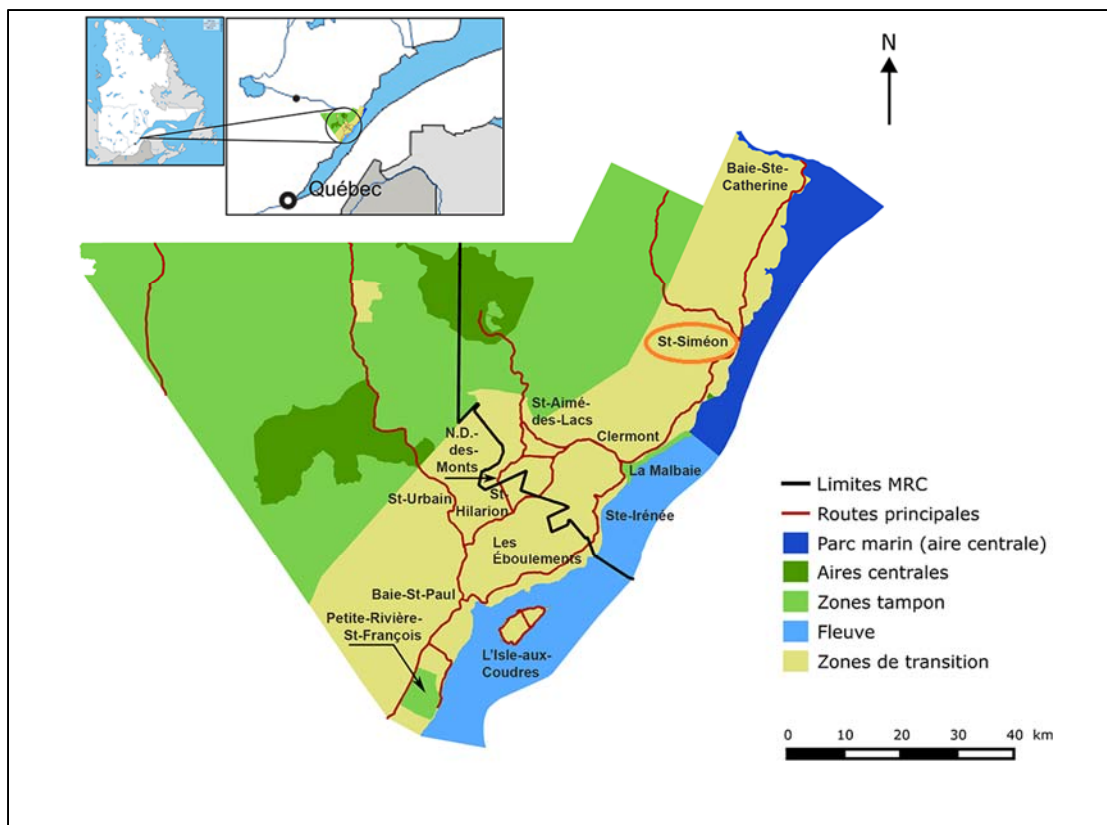 N
Québec
Baie-Ste-
Catherine
St-Siméon
St-Aimé-
des-Lacs
Clermont
N.D.-
des-
Monts
La Malbaie
St-Urbain
St-
Hilarion
Ste-Irénée
Les
Éboulements
Baie-St-Paul
Petite-Rivière-
St-François
L'Isle-aux-
Coudres
Limites MRC
Routes principales
Parc marin (aire centrale)
Aires centrales
Zones tampon
Fleuve
Zones de transition
0 10 20 30 40 km